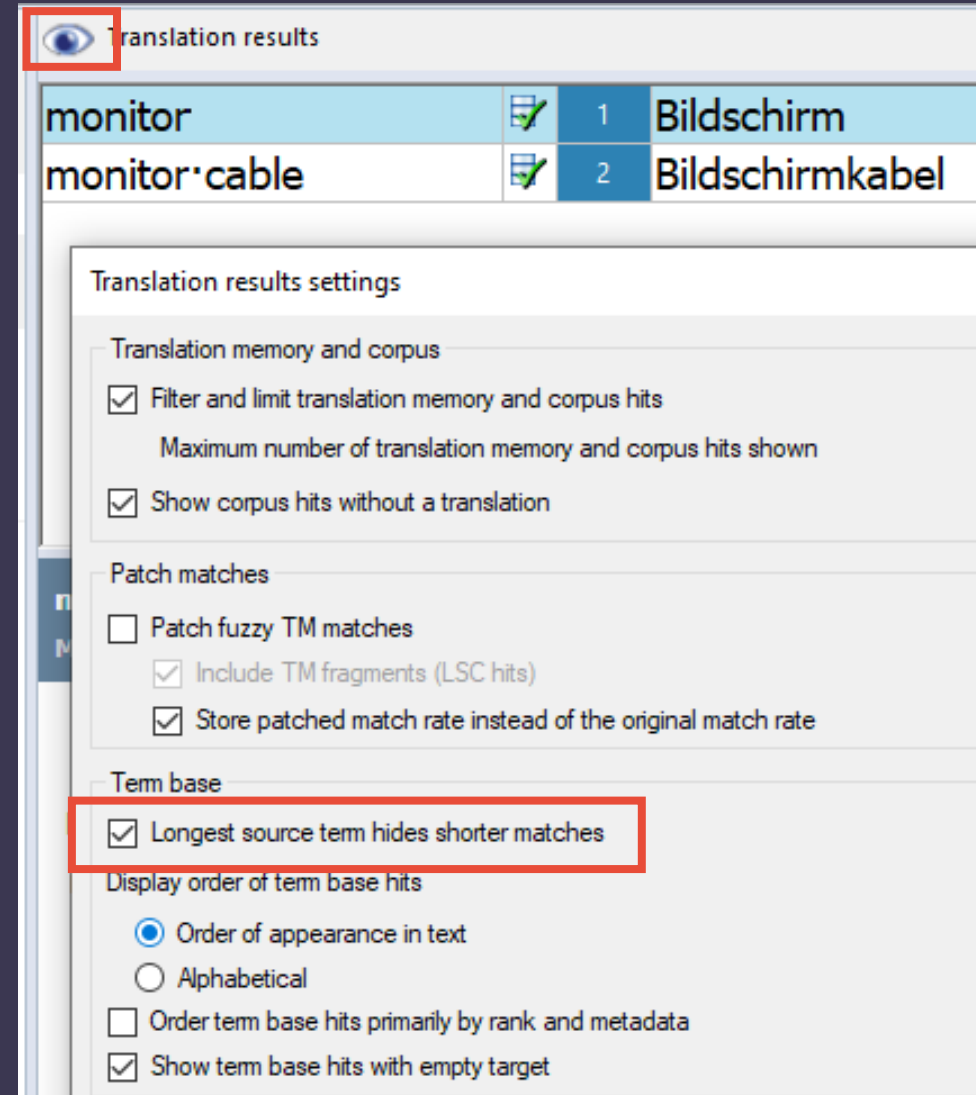 Translation results
monitor 1 Bildschirm
monitor·cable 2 Bildschirmkabel
Translation results settings
Translation memory and corpus
Filter and limit translation memory and corpus hits
Maximum number of translation memory and corpus hits shown
Show corpus hits without a translation
Patch matches
Patch fuzzy TM matches
Include TM fragments (LSC hits)
Store patched match rate instead of the original match rate
Term base
Longest source term hides shorter matches
Display order of term base hits
Order of appearance in text
Alphabetical
Order term base hits primarily by rank and metadata
Show term base hits with empty target